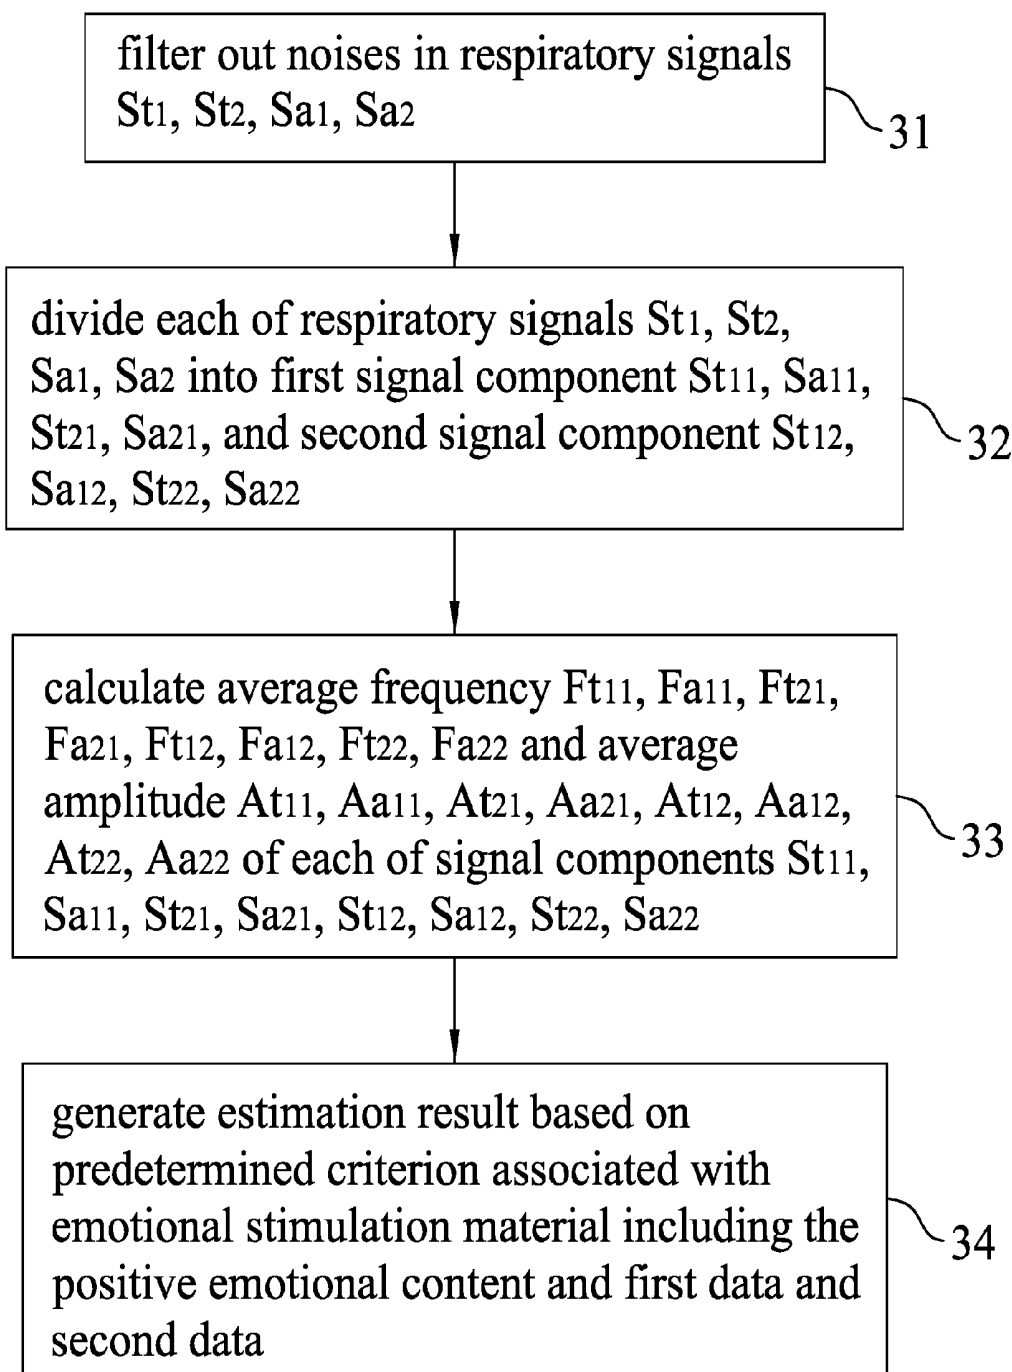 filter out noises in respiratory signals
St1, St2, Sa1, Sa2
31
divide each of respiratory signals St1, St2,
Sa1, Sa2 into first signal component St11, Sa11,
St21, Sa21, and second signal component St12,
Sa12, St22, Sa22
32
calculate average frequency Ft11, Fa11, Ft21,
Fa21, Ft12, Fa12, Ft22, Fa22 and average
amplitude At11, Aa11, At21, Aa21, At12, Aa12,
At22, Aa22 of each of signal components St11,
Sa11, St21, Sa21, St12, Sa12, St22, Sa22
33
generate estimation result based on
predetermined criterion associated with
emotional stimulation material including the
positive emotional content and first data and
second data
34